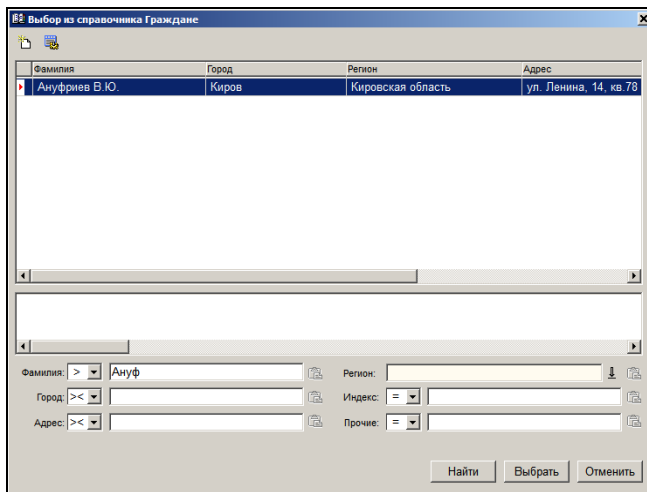 Выбор из справочника Граждане
Фамилия Город Регион Адрес
Ануфриев В.Ю. Киров Кировская область ул. Ленина, 14, кв.78
Фамилия: > Ануф Регион:
Город: >< Индекс: =
Адрес: >< Прочие: =
Найти Выбрать Отменить